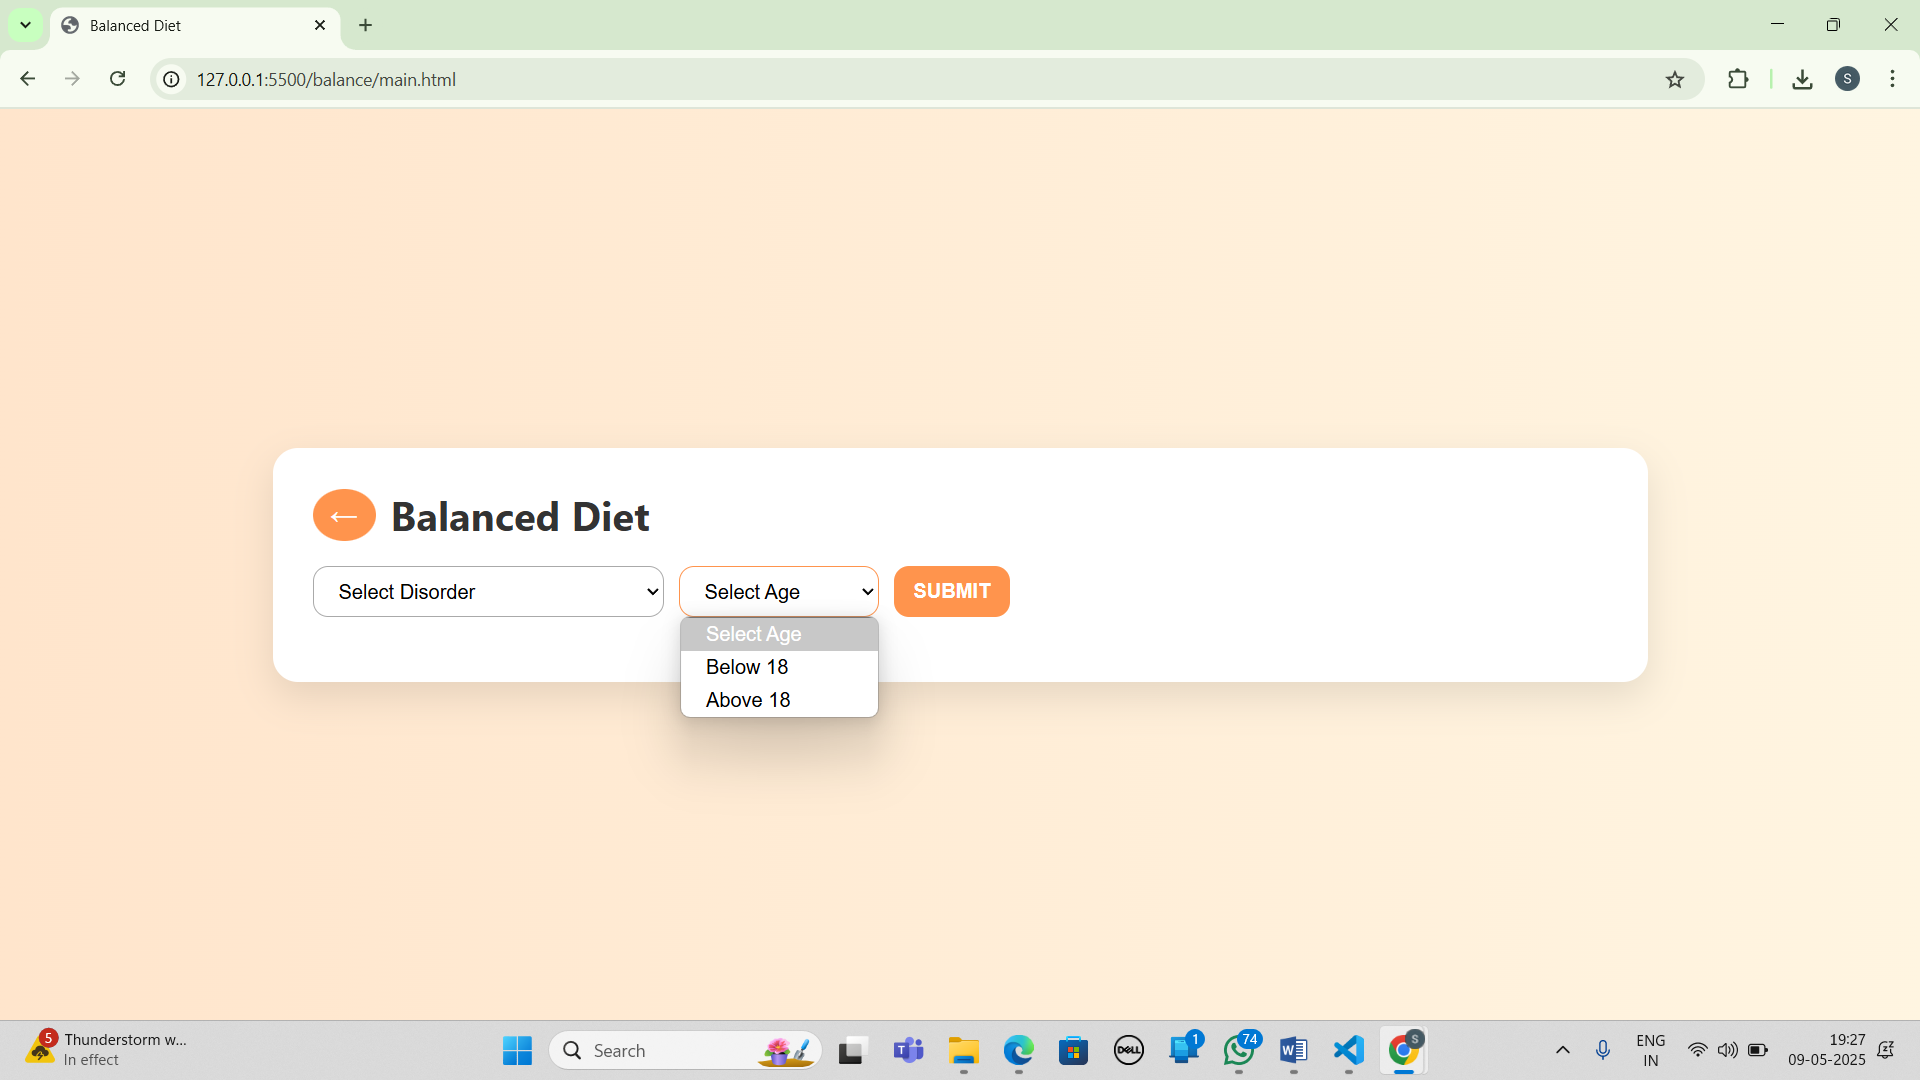 Balanced Diet
127.0.0.1:5500/balance/main.html
S
← Balanced Diet
Select Disorder
Select Age
SUBMIT
Select Age
Below 18
Above 18
5
Thunderstorm w...
In effect
Search
T
DELL
1
74
W
S
ENG
IN
19:27
09-05-2025